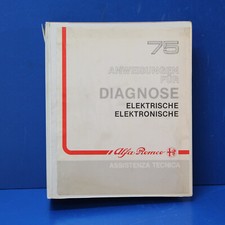 75
ANWEISUNGEN
FÜR
DIAGNOSE
ELEKTRISCHE
ELEKTRONISCHE
Alfa Romeo
ASSISTENZA TECNICA